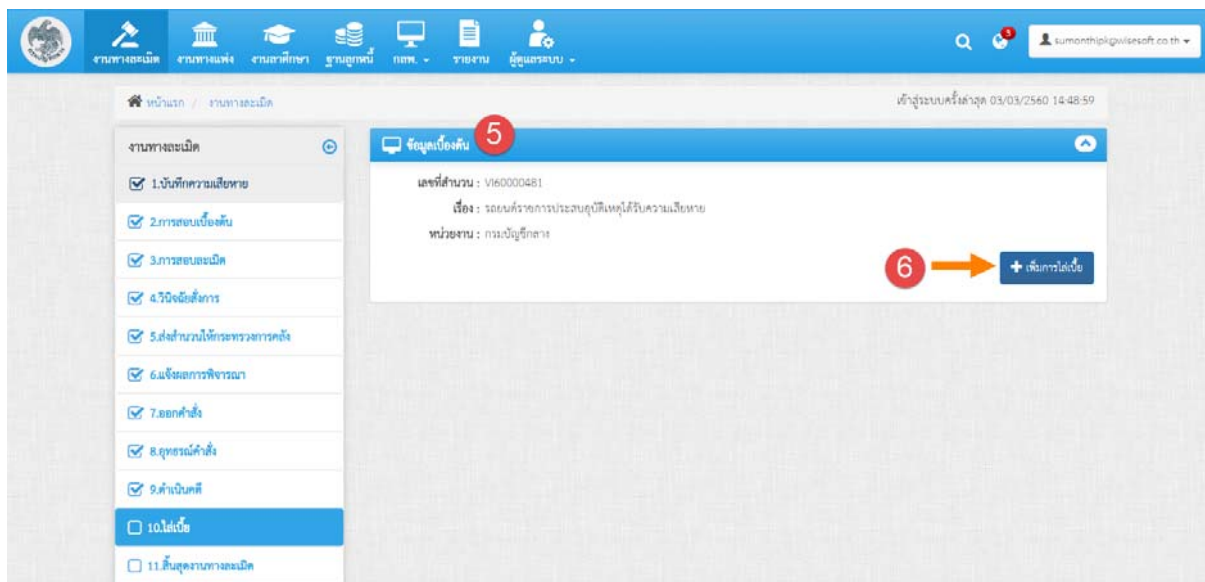 งานทางละเมิด งานทางแพ่ง งานลาศึกษา ฐานลูกหนี้ กสพ. รายงาน ผู้ดูแลระบบ
3
sumonthipk@wisesoft.co.th
หน้าแรก / งานทางละเมิด
เข้าสู่ระบบครั้งล่าสุด 03/03/2560 14:48:59
งานทางละเมิด
1.บันทึกความเสียหาย
2.การสอบเบื้องต้น
3.การสอบละเมิด
4.วินิจฉัยสั่งการ
5.ส่งสำนวนให้กระทรวงการคลัง
6.แจ้งผลการพิจารณา
7.ออกคำสั่ง
8.อุทธรณ์คำสั่ง
9.ดำเนินคดี
10.ไล่เบี้ย
11.สิ้นสุดงานทางละเมิด
ข้อมูลเบื้องต้น 5
เลขที่สำนวน : VI60000481
เรื่อง : รถยนต์ราชการประสบอุบัติเหตุได้รับความเสียหาย
หน่วยงาน : กรมบัญชีกลาง
6 เพิ่มการไล่เบี้ย